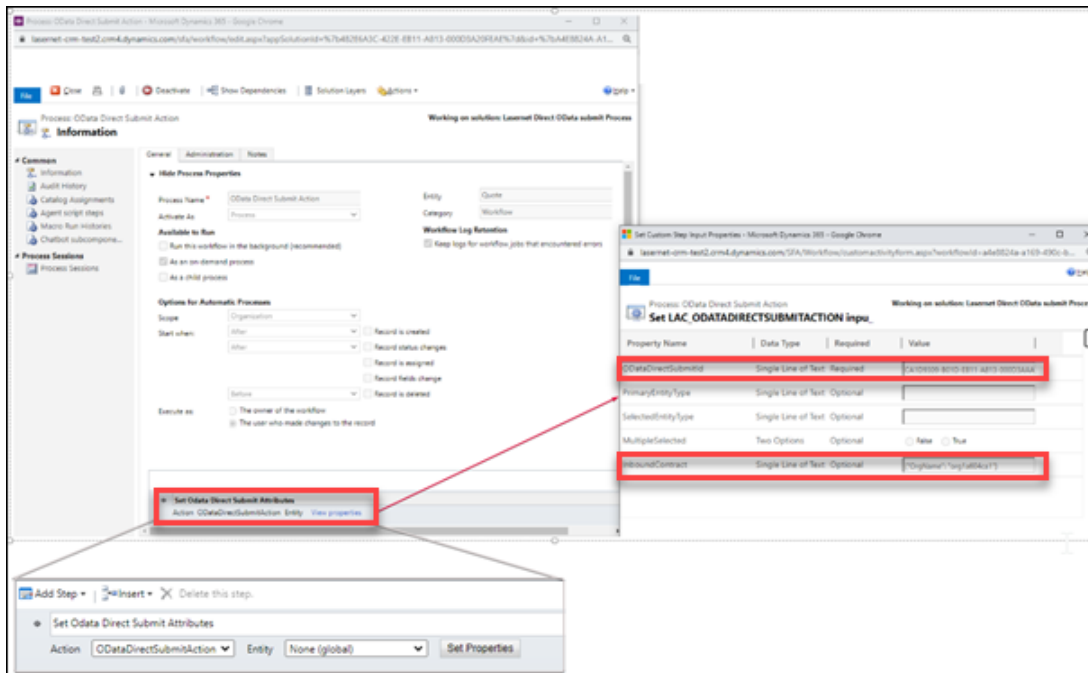 Process: OData Direct Submit Action - Microsoft Dynamics 365 - Google Chrome
File Close Deactivate Show Dependencies Solution Layers Actions Help
Process: OData Direct Submit Action
Information
Working on solution: Lasernet Direct OData submit Process
Common
Information
Audit History
Catalog Assignments
Agent script steps
Macro Run Histories
Chatbot subcompone...
Process Sessions
Process Sessions
General Administration Notes
Hide Process Properties
Process Name * OData Direct Submit Action
Activate As Process
Available to Run
Run this workflow in the background (recommended)
As an on-demand process
As a child process
Entity Quote
Category Workflow
Workflow Log Retention
Keep logs for workflow jobs that encountered errors
Options for Automatic Processes
Scope Organization
Start when: After Record is created
After Record status changes
Record is assigned
Record fields change
Before Record is deleted
Execute as: The owner of the workflow
The user who made changes to the record
Set Odata Direct Submit Attributes
Action ODataDirectSubmitAction Entity View properties
Set Custom Step Input Properties - Microsoft Dynamics 365 - Google Chrome
File Help
Process: OData Direct Submit Action
Set LAC_ODATADIRECTSUBMITACTION inpu_
Working on solution: Lasernet Direct OData submit Proce
Property Name Data Type Required Value
ODataDirectSubmitId Single Line of Text Required
PrimaryEntityType Single Line of Text Optional
SelectedEntityType Single Line of Text Optional
MultipleSelected Two Options Optional False True
InboundContract Single Line of Text Optional
Add Step Insert Delete this step.
Set Odata Direct Submit Attributes
Action ODataDirectSubmitAction Entity None (global) Set Properties